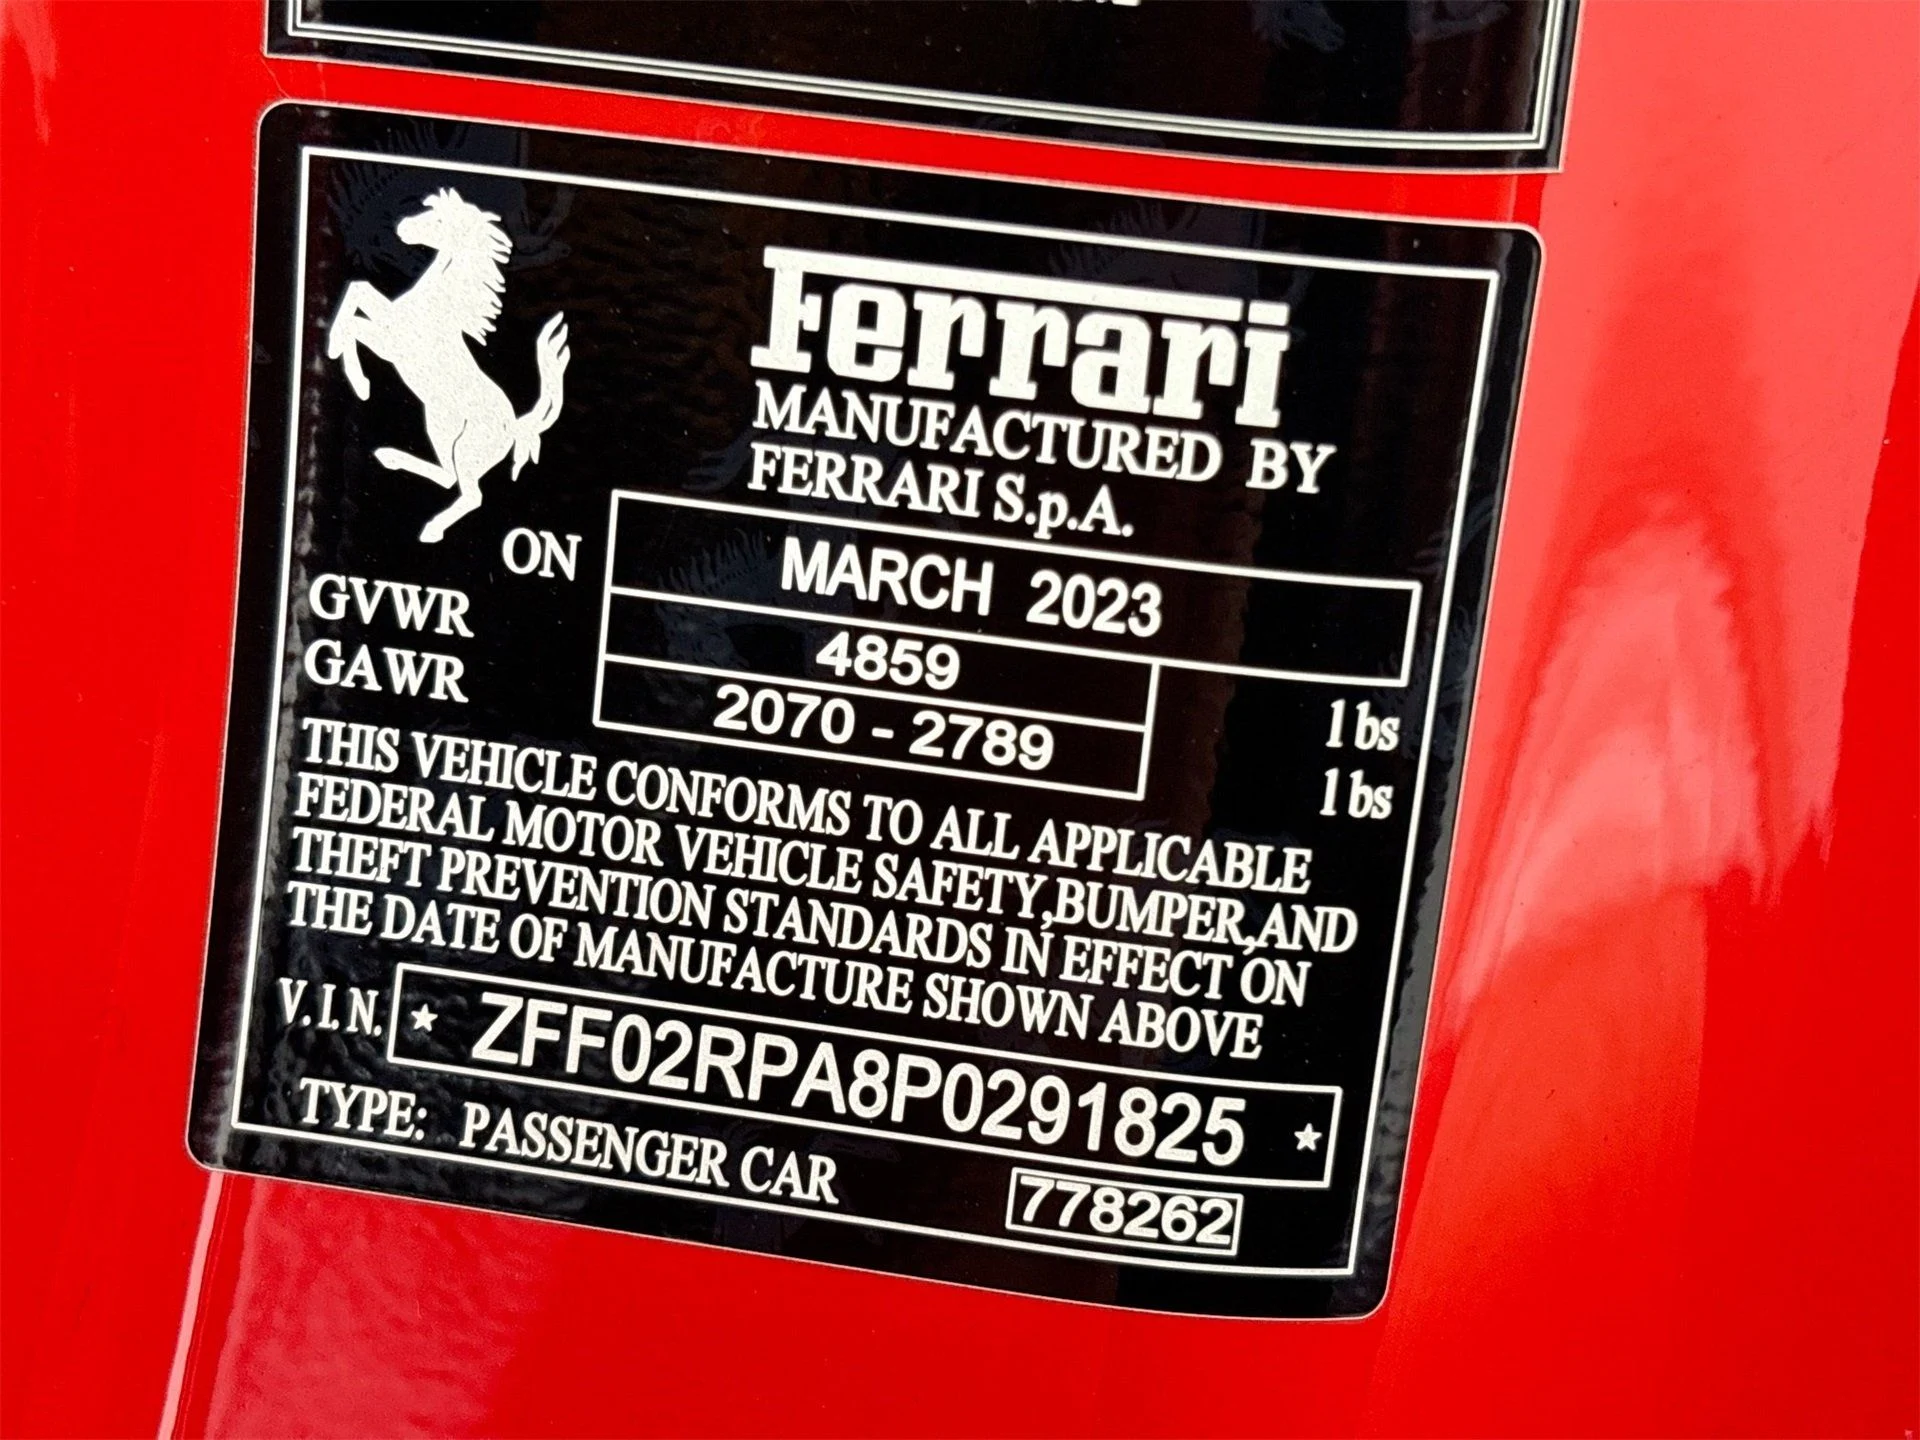 Ferrari
MANUFACTURED BY
FERRARI S.p.A.
ON MARCH 2023
GVWR 4859 lbs
GAWR 2070 - 2789 lbs
THIS VEHICLE CONFORMS TO ALL APPLICABLE
FEDERAL MOTOR VEHICLE SAFETY,BUMPER,AND
THEFT PREVENTION STANDARDS IN EFFECT ON
THE DATE OF MANUFACTURE SHOWN ABOVE
V.I.N. ★ ZFF02RPA8P0291825 ★
TYPE: PASSENGER CAR 778262